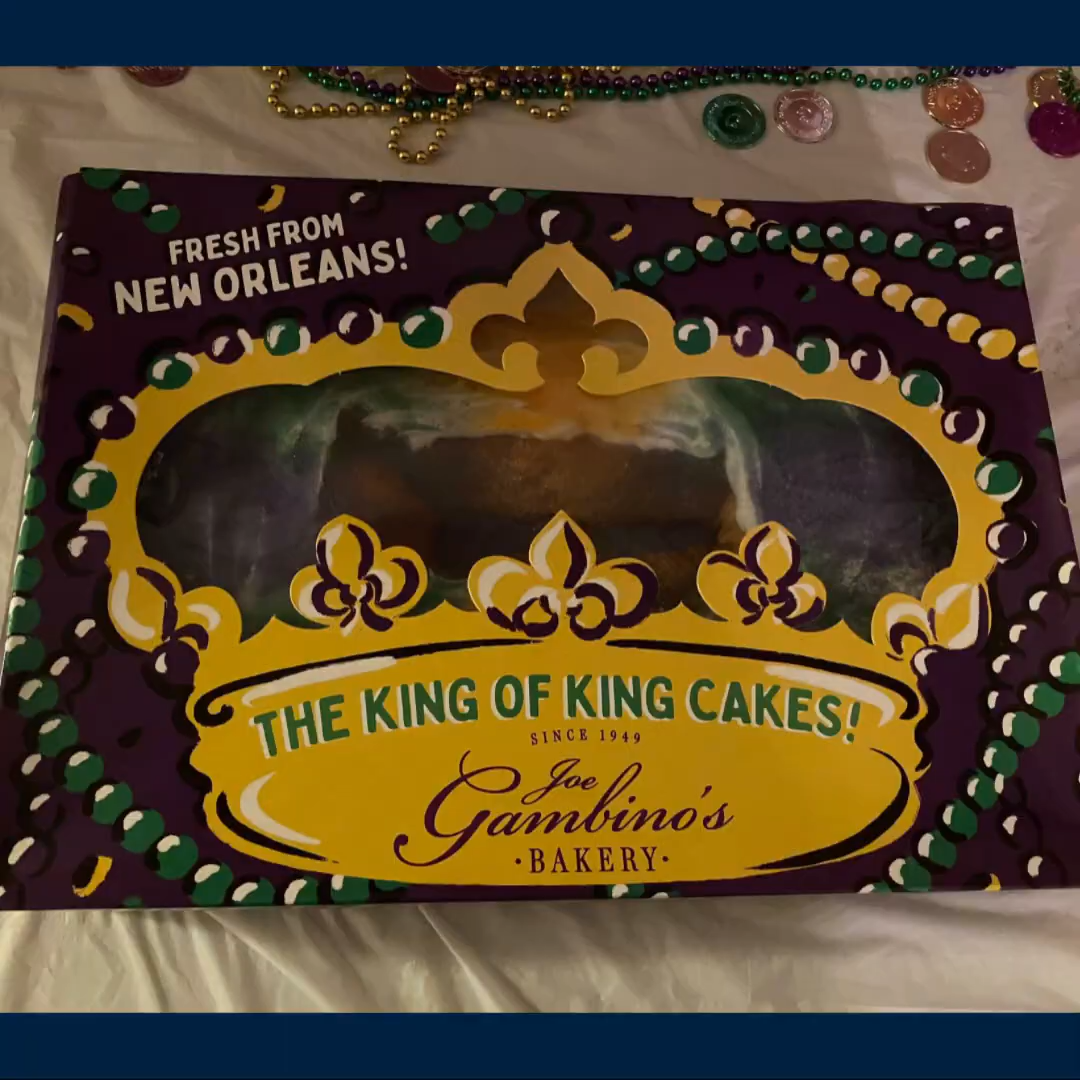 FRESH FROM
NEW ORLEANS!
THE KING OF KING CAKES!
SINCE 1949
Joe
Gambino's
·BAKERY·